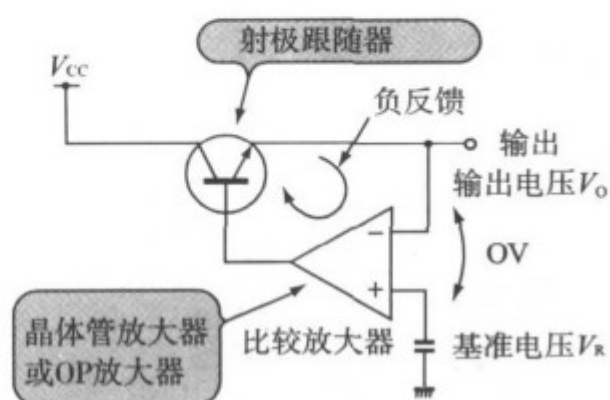 射极跟随器
Vcc
负反馈
输出
输出电压Vo
−
OV
+
晶体管放大器
或OP放大器
比较放大器
基准电压VR